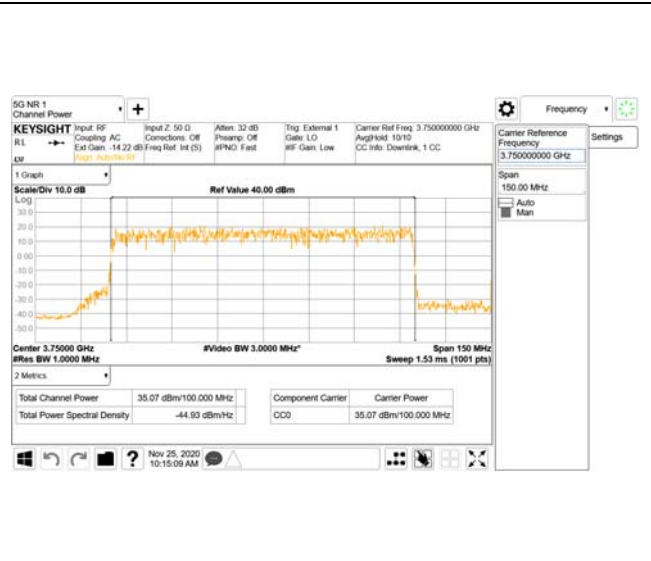 5G NR 1
Channel Power
Frequency
KEYSIGHT
RL
Input: RF
Coupling: AC
Ext Gain: -14.22 dB
Align: Auto/No RF
Input Z: 50 Ω
Corrections: Off
Freq Ref: Int (S)
Atten: 32 dB
Preamp: Off
#PNO: Fast
Trig: External 1
Gate: LO
#IF Gain: Low
Carrier Ref Freq: 3.750000000 GHz
Avg|Hold: 10/10
CC Info: Downlink, 1 CC
Carrier Reference
Frequency
3.750000000 GHz
Settings
Span
150.00 MHz
Auto
Man
1 Graph
Scale/Div 10.0 dB
Ref Value 40.00 dBm
Log
30.0
20.0
10.0
0.00
-10.0
-20.0
-30.0
-40.0
-50.0
Center 3.75000 GHz
#Video BW 3.0000 MHz*
Span 150 MHz
#Res BW 1.0000 MHz
Sweep 1.53 ms (1001 pts)
2 Metrics
Total Channel Power 35.07 dBm/100.000 MHz
Total Power Spectral Density -44.93 dBm/Hz
Component Carrier Carrier Power
CC0 35.07 dBm/100.000 MHz
Nov 25, 2020
10:15:09 AM